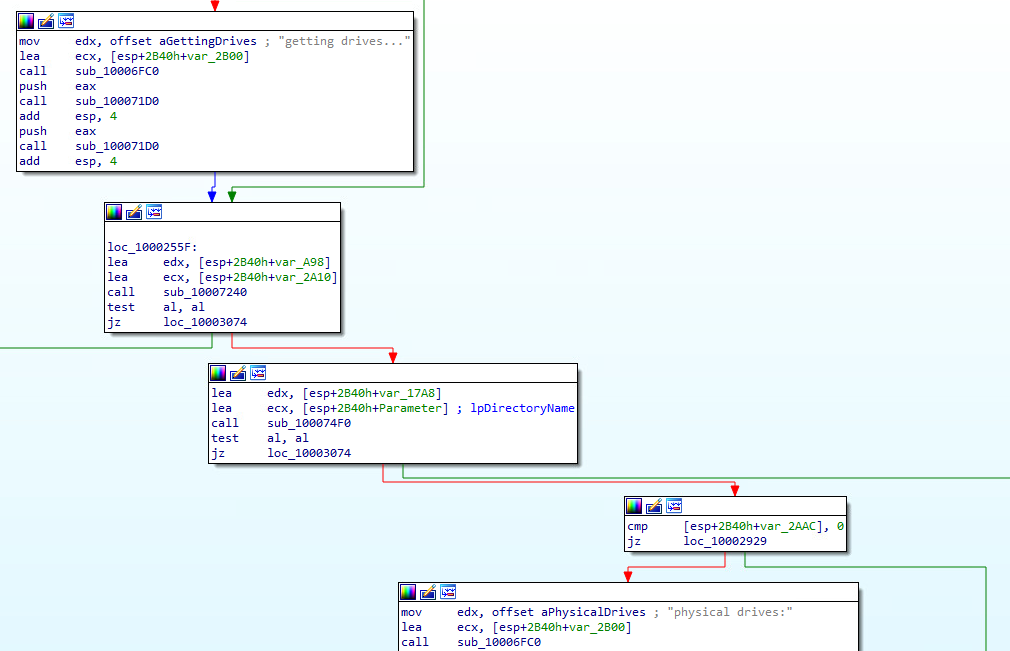 mov edx, offset aGettingDrives ; "getting drives..."
lea ecx, [esp+2B40h+var_2B00]
call sub_10006FC0
push eax
call sub_100071D0
add esp, 4
push eax
call sub_100071D0
add esp, 4
loc_1000255F:
lea edx, [esp+2B40h+var_A98]
lea ecx, [esp+2B40h+var_2A10]
call sub_10007240
test al, al
jz loc_10003074
lea edx, [esp+2B40h+var_17A8]
lea ecx, [esp+2B40h+Parameter] ; lpDirectoryName
call sub_100074F0
test al, al
jz loc_10003074
cmp [esp+2B40h+var_2AAC], 0
jz loc_10002929
mov edx, offset aPhysicalDrives ; "physical drives:"
lea ecx, [esp+2B40h+var_2B00]
call sub_10006FC0